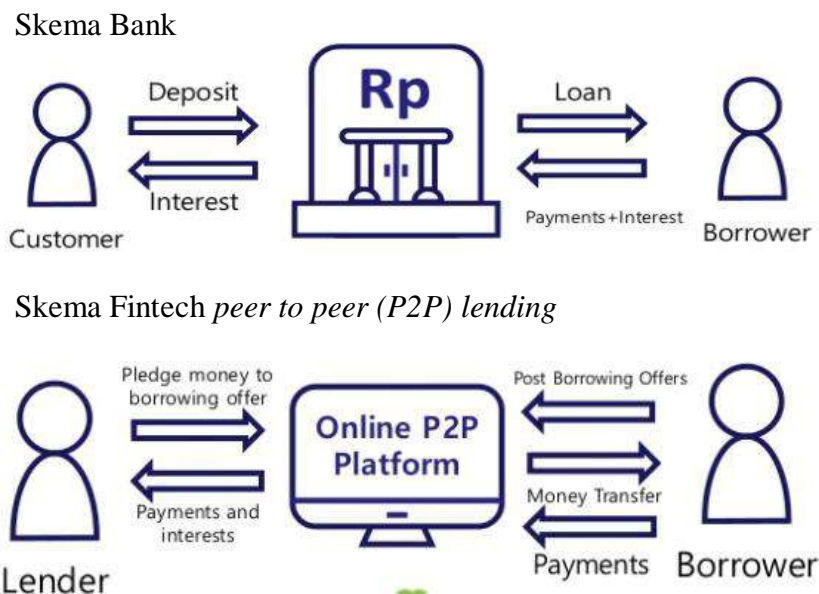 Skema Bank
Deposit
Rp
Loan
Interest
Payments+Interest
Customer
Borrower
Skema Fintech peer to peer (P2P) lending
Pledge money to
borrowing offer
Post Borrowing Offers
Online P2P
Platform
Payments and
interests
Money Transfer
Payments
Lender
Borrower